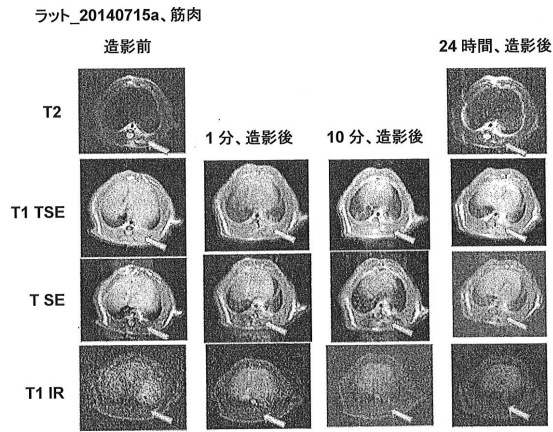 ラット_20140715a、筋肉
造影前
24 時間、造影後
T2
1 分、造影後
10 分、造影後
T1 TSE
T SE
T1 IR